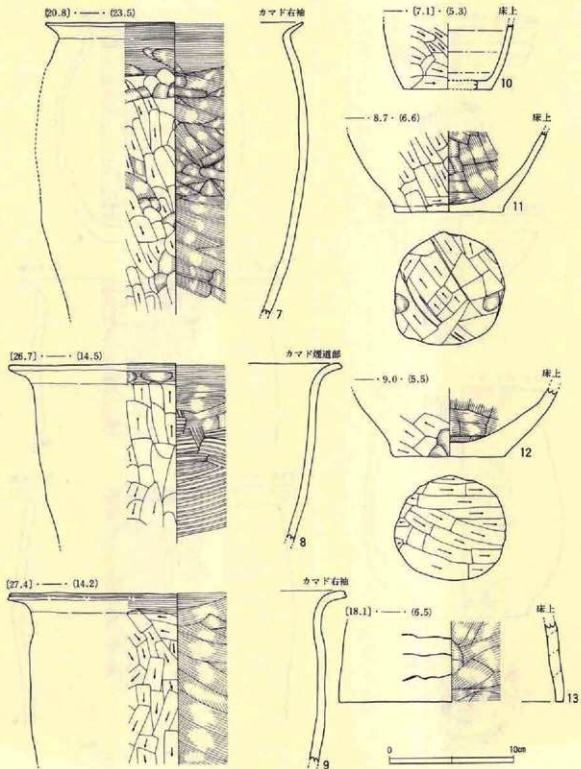 [20.8]・——・(23.5)
カマド右袖
7
[26.7]・——・(14.5)
カマド煙道部
8
[27.4]・——・(14.2)
カマド右袖
9
——・[7.1]・(5.3)
床上
10
——・8.7・(6.6)
床上
11
——・9.0・(5.5)
床上
12
[18.1]・——・(6.5)
床上
13
0 10cm